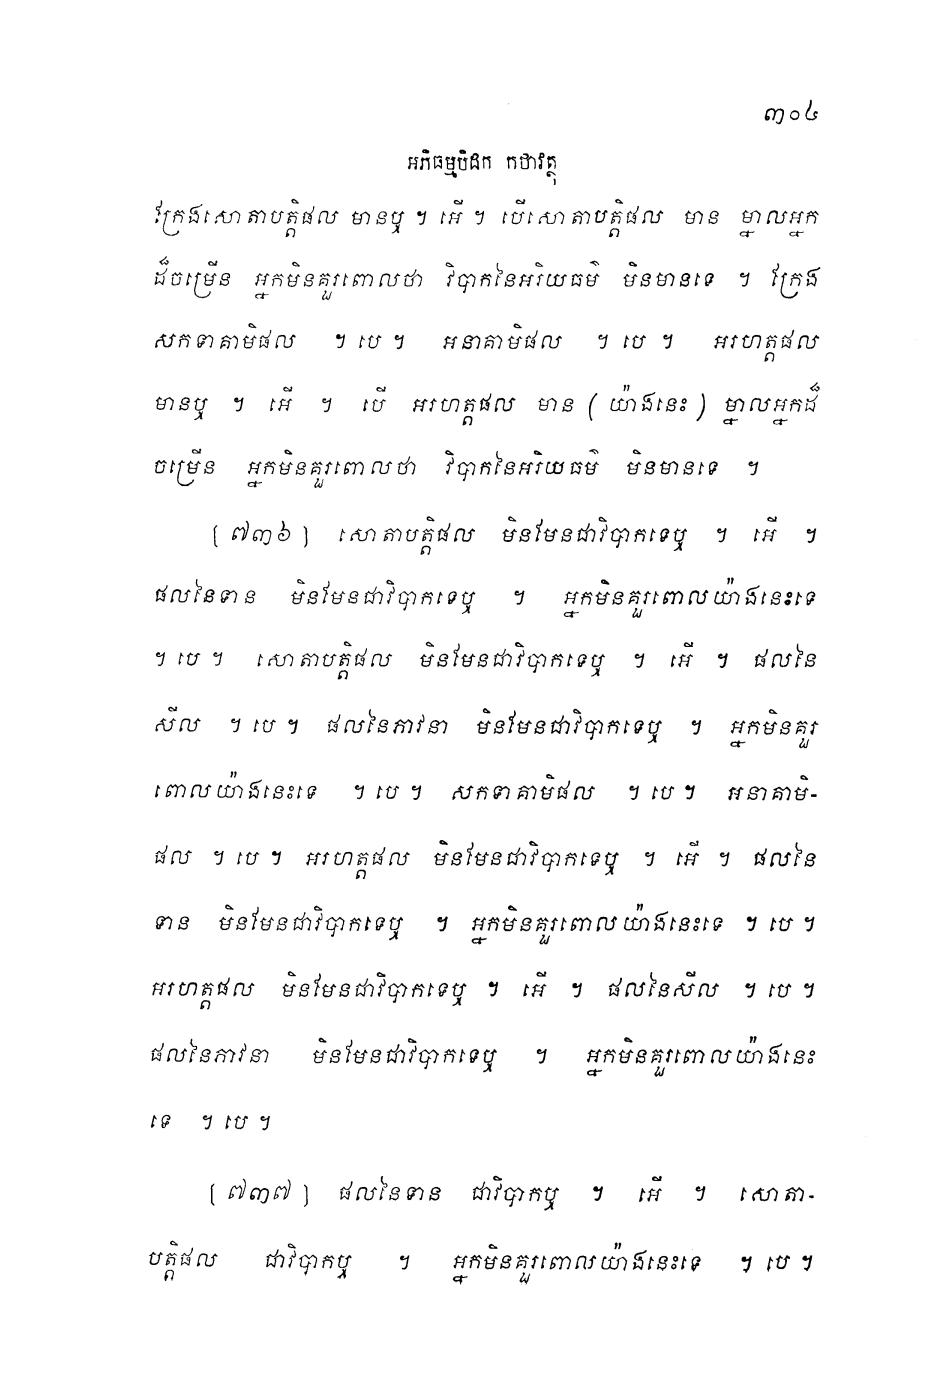 ៣០៤
អភិធម្មបិដក កថាវត្ថុ
ក្រែងសោតាបត្តិផល មានឬ ។ អើ ។ បើសោតាបត្តិផល មាន ម្នាលអ្នក
ដ៏ចម្រើន អ្នកមិនគួរពោលថា វិបាកនៃអរិយធម៌ មិនមានទេ ។ ក្រែង
សកទាគាមិផល ។ បេ ។ អនាគាមិផល ។ បេ ។ អរហត្តផល
មានឬ ។ អើ ។ បើ អរហត្តផល មាន ( យ៉ាងនេះ ) ម្នាលអ្នកដ៏
ចម្រើន អ្នកមិនគួរពោលថា វិបាកនៃអរិយធម៌ មិនមានទេ ។
[ ៧៣៦ ] សោតាបត្តិផល មិនមែនជាវិបាកទេឬ ។ អើ ។
ផលនៃទាន មិនមែនជាវិបាកទេឬ ។ អ្នកមិនគួរពោលយ៉ាងនេះទេ
។ បេ ។ សោតាបត្តិផល មិនមែនជាវិបាកទេឬ ។ អើ ។ ផលនៃ
សីល ។ បេ ។ ផលនៃភាវនា មិនមែនជាវិបាកទេឬ ។ អ្នកមិនគួរ
ពោលយ៉ាងនេះទេ ។ បេ ។ សកទាគាមិផល ។ បេ ។ អនាគាមិ-
ផល ។ បេ ។ អរហត្តផល មិនមែនជាវិបាកទេឬ ។ អើ ។ ផលនៃ
ទាន មិនមែនជាវិបាកទេឬ ។ អ្នកមិនគួរពោលយ៉ាងនេះទេ ។ បេ ។
អរហត្តផល មិនមែនជាវិបាកទេឬ ។ អើ ។ ផលនៃសីល ។ បេ ។
ផលនៃភាវនា មិនមែនជាវិបាកទេឬ ។ អ្នកមិនគួរពោលយ៉ាងនេះ
ទេ ។ បេ ។
[ ៧៣៧ ] ផលនៃទាន ជាវិបាកឬ ។ អើ ។ សោតា-
បត្តិផល ជាវិបាកឬ ។ អ្នកមិនគួរពោលយ៉ាងនេះទេ ។ បេ ។